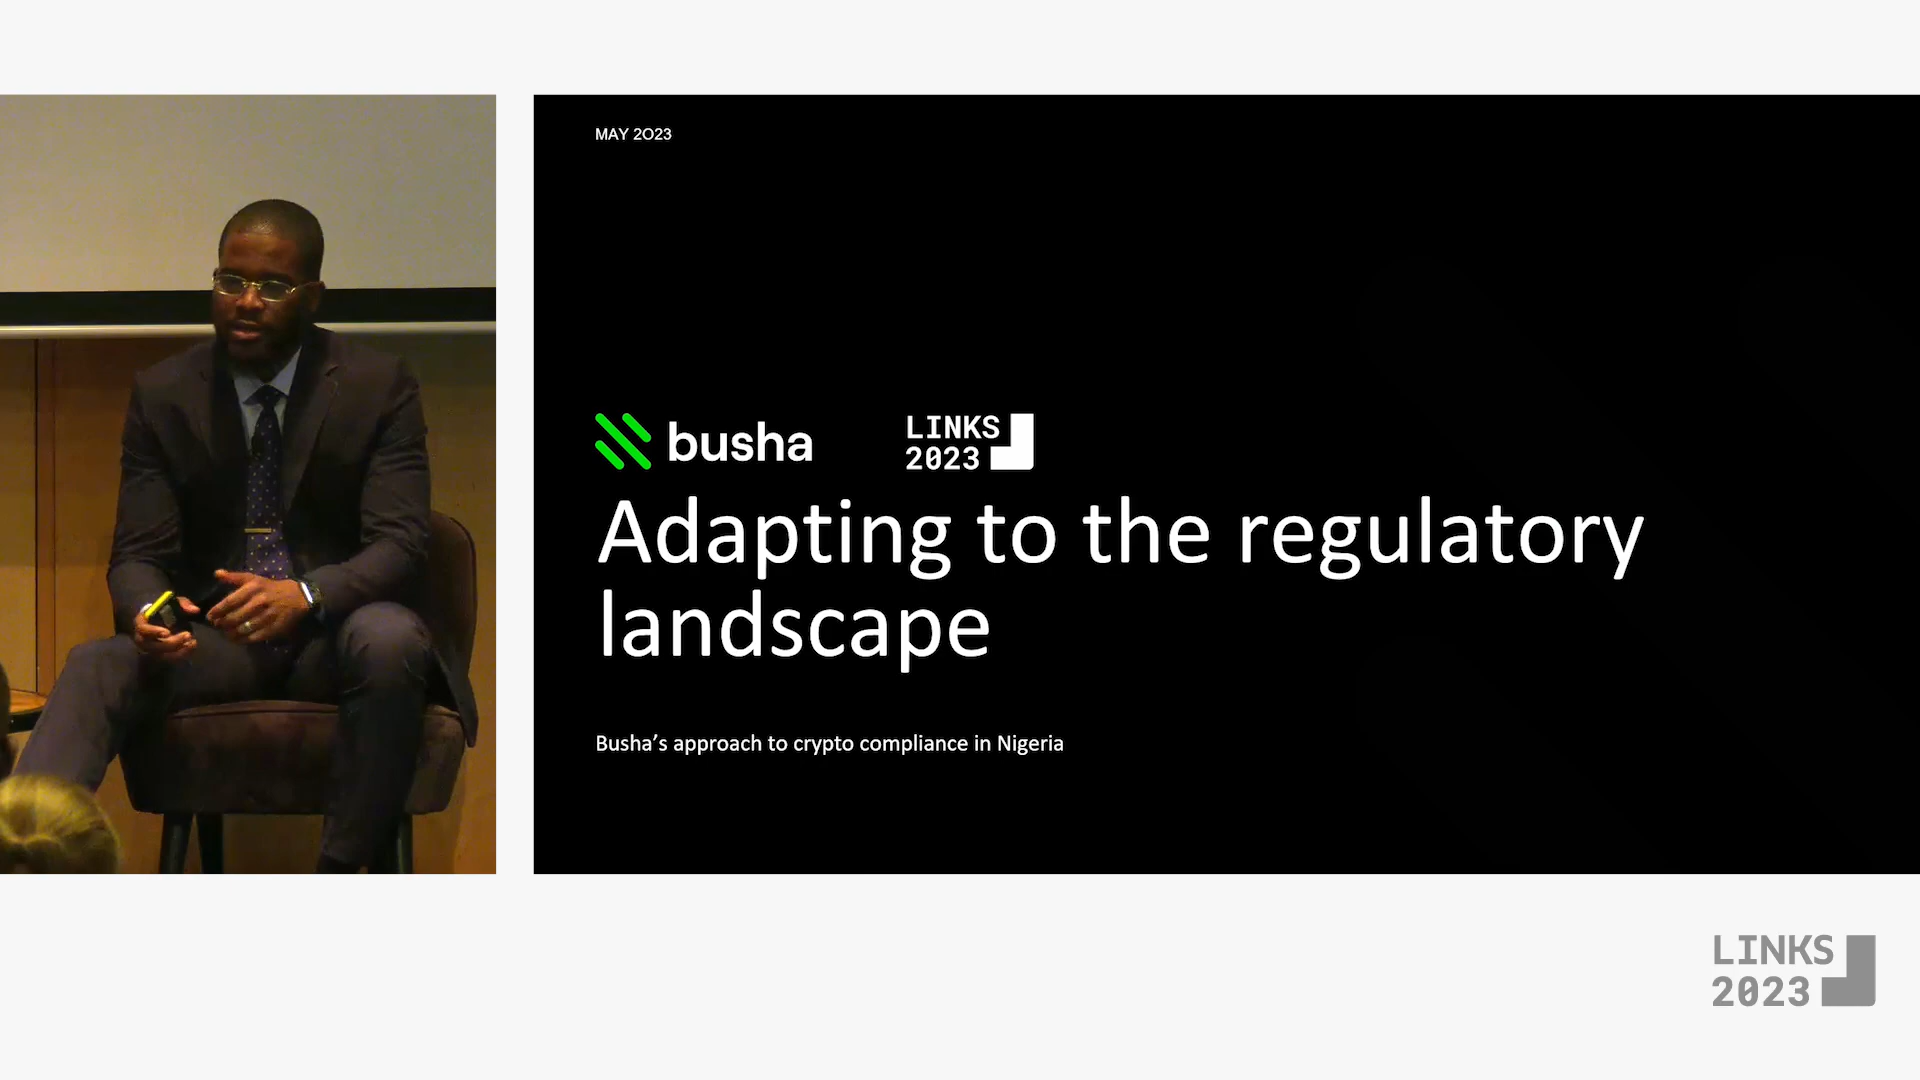 MAY 2023
busha
LINKS
2023
Adapting to the regulatory
landscape
Busha's approach to crypto compliance in Nigeria
LINKS
2023